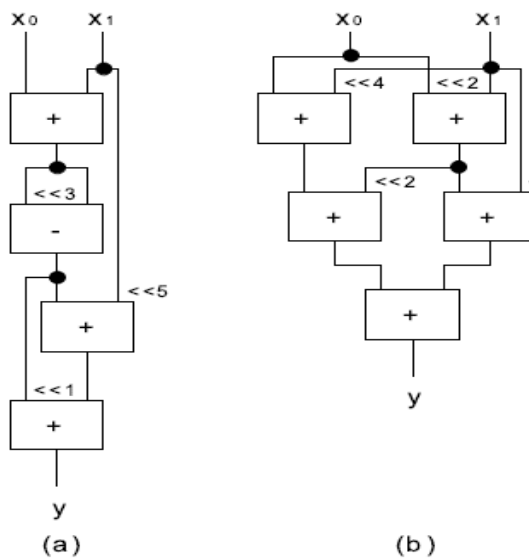 x0 x1
+
<<3
-
<<5
+
<<1
+
y
(a)
x0 x1
<<4 <<2
+ +
<<2
+ +
+
y
(b)